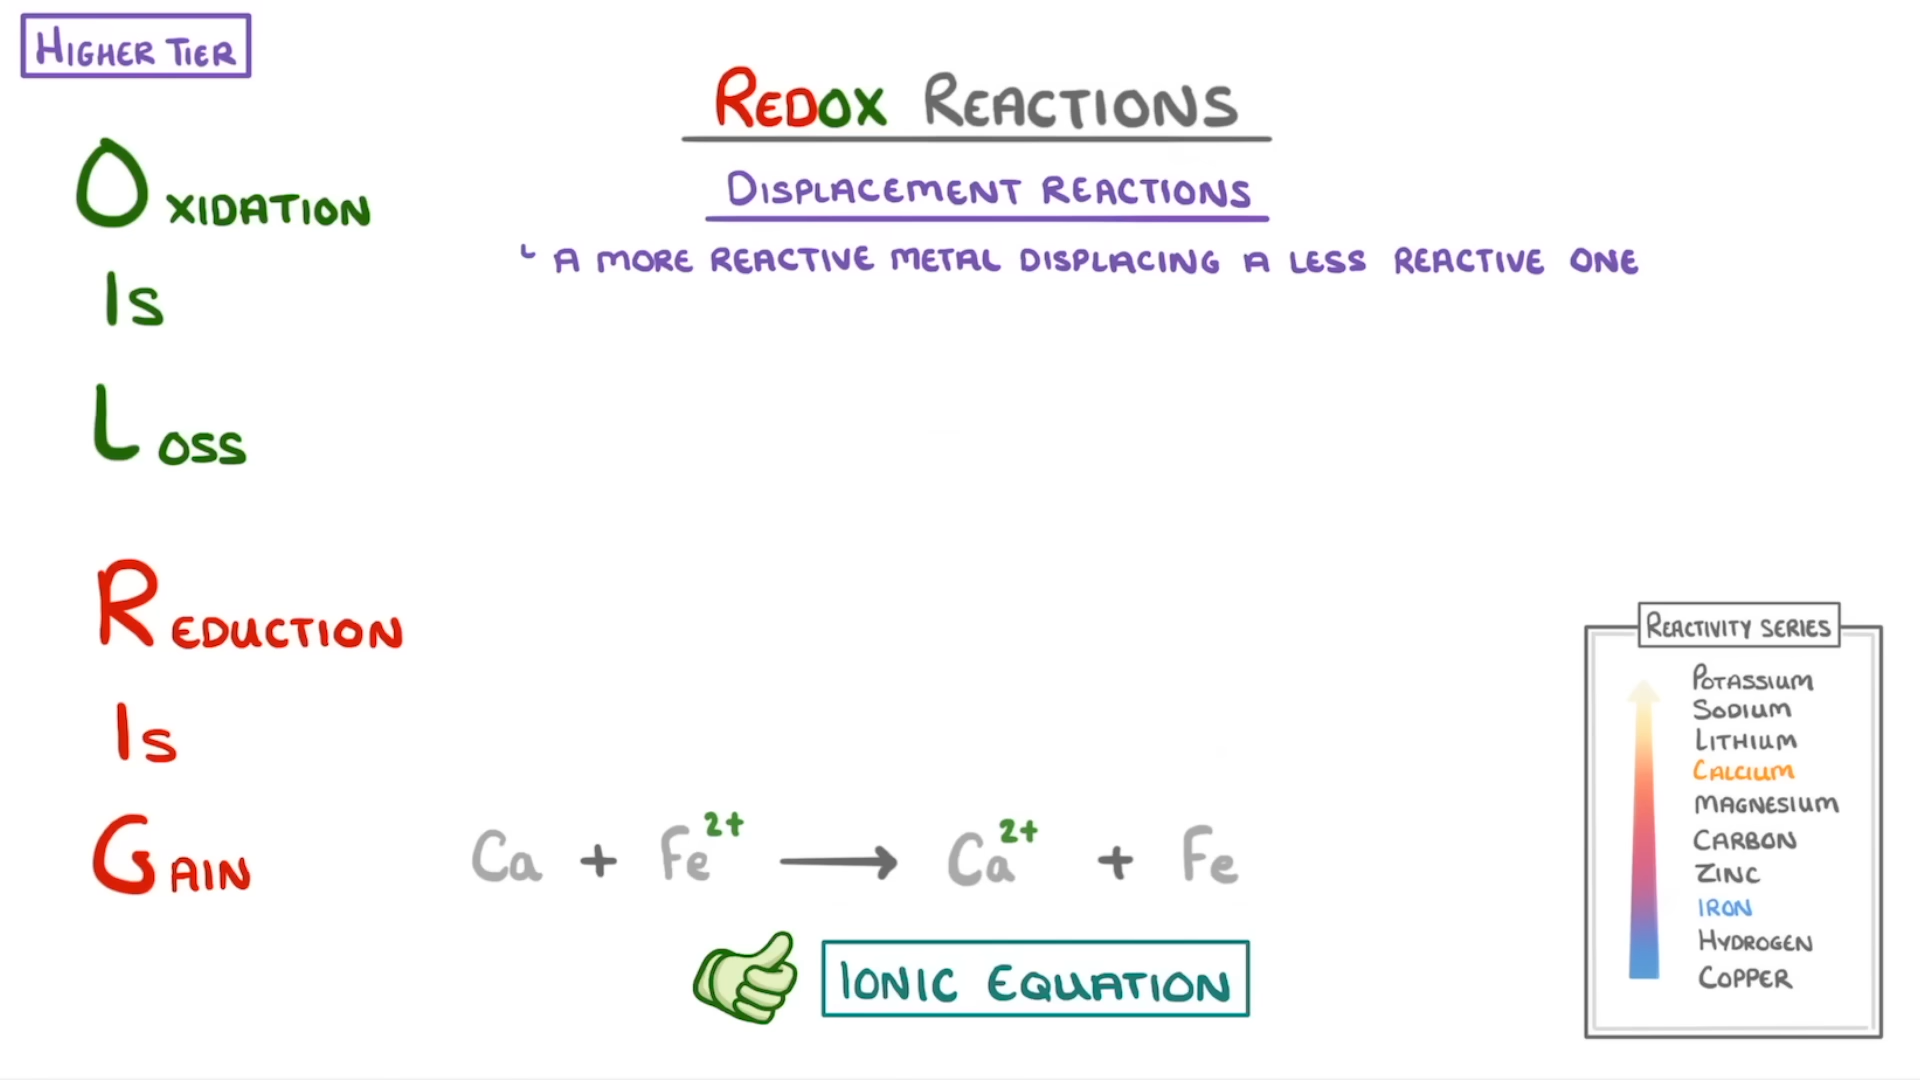 HIGHER TIER
REDOX REACTIONS
DISPLACEMENT REACTIONS
A MORE REACTIVE METAL DISPLACING A LESS REACTIVE ONE
OXIDATION
IS
LOSS
REDUCTION
IS
GAIN
Ca + Fe²⁺ → Ca²⁺ + Fe
IONIC EQUATION
REACTIVITY SERIES
POTASSIUM
SODIUM
LITHIUM
CALCIUM
MAGNESIUM
CARBON
ZINC
IRON
HYDROGEN
COPPER